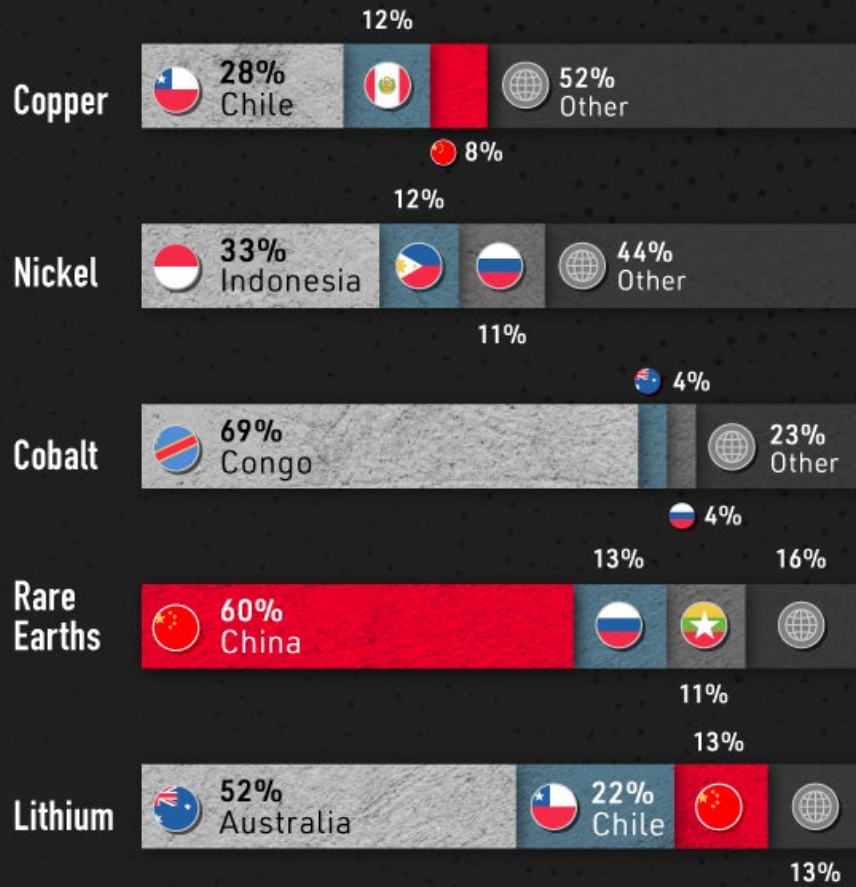 12%
Copper
28%
Chile
52%
Other
8%
12%
Nickel
33%
Indonesia
44%
Other
11%
4%
Cobalt
69%
Congo
23%
Other
4%
13%
16%
Rare
Earths
60%
China
11%
13%
Lithium
52%
Australia
22%
Chile
13%